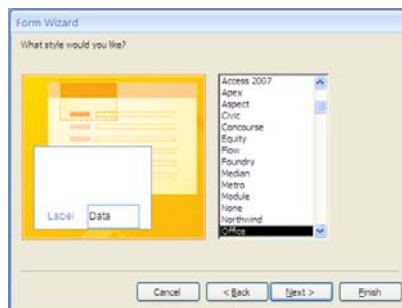 Form Wizard
What style would you like?
Label Data
Access 2007
Apex
Aspect
Civic
Concourse
Equity
Flow
Foundry
Median
Metro
Module
None
Northwind
Office
Cancel < Back Next > Finish